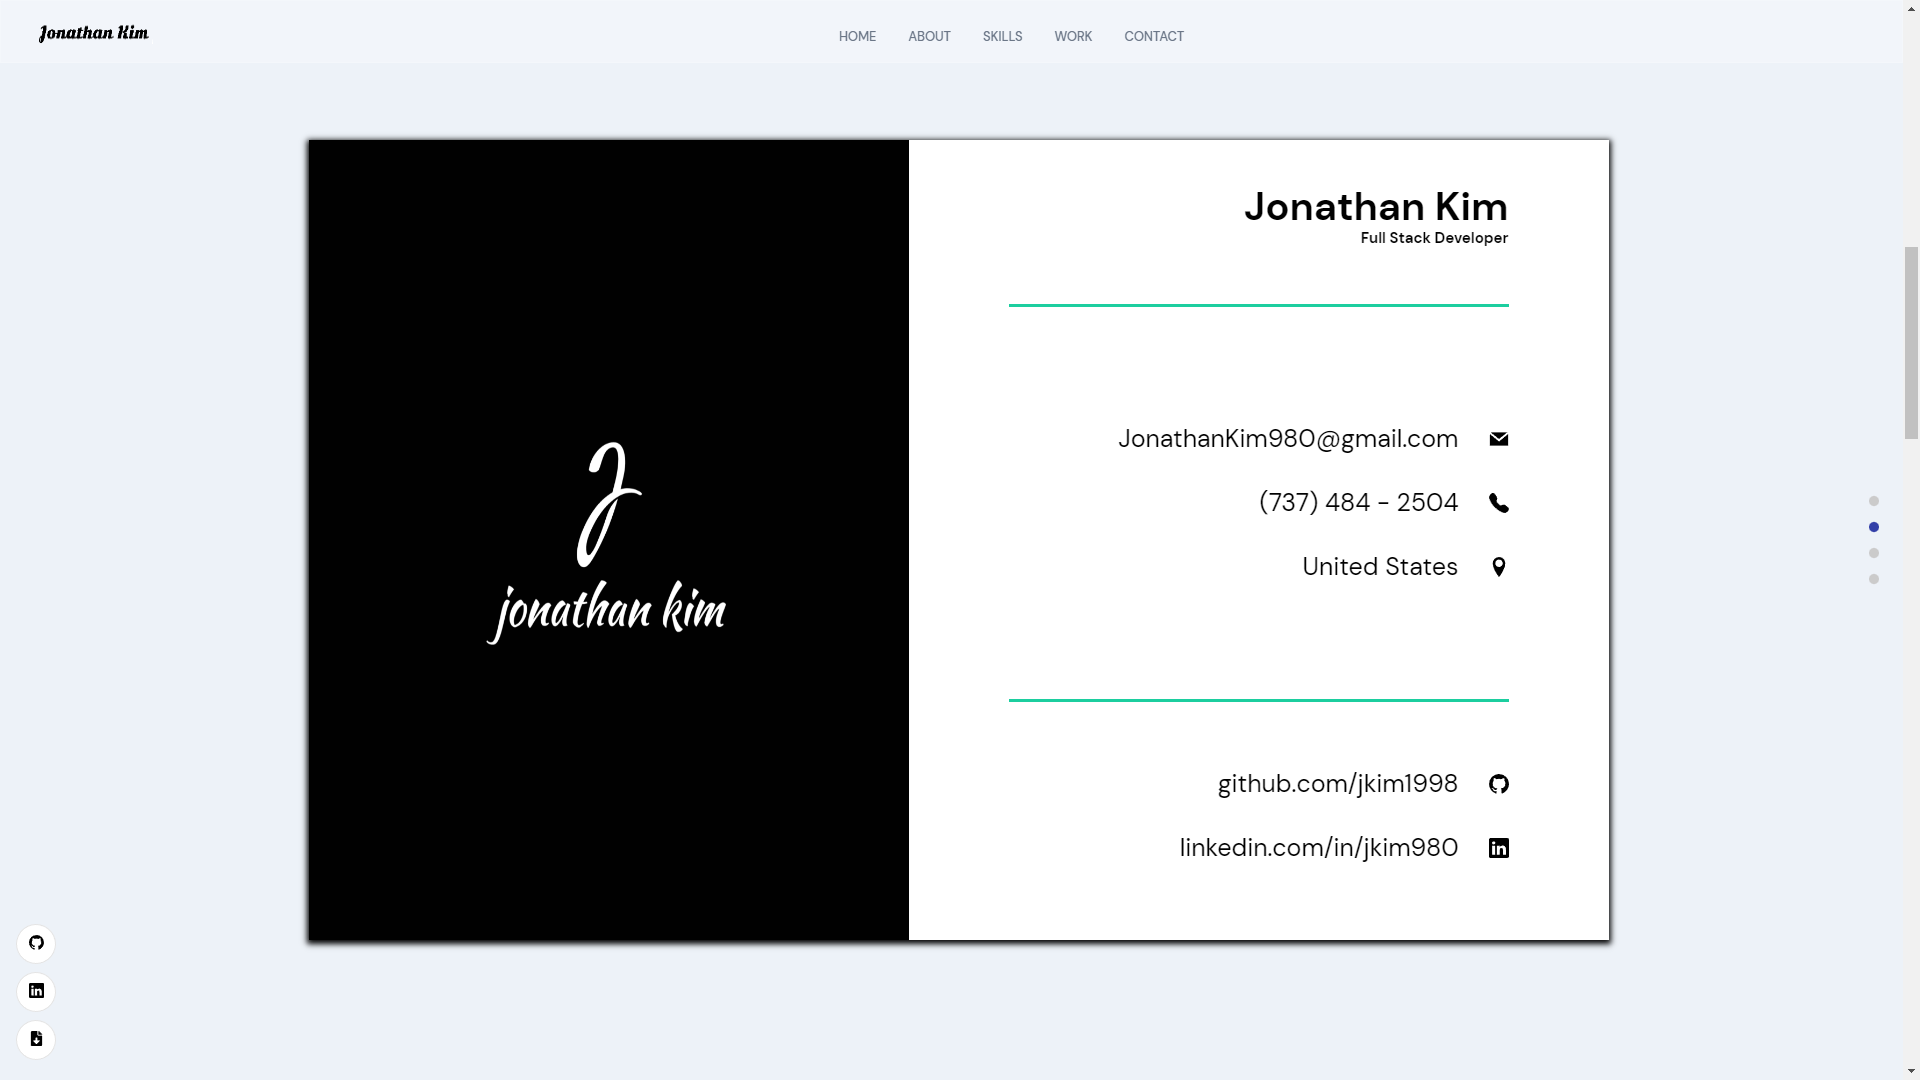 Jonathan Kim
HOME ABOUT SKILLS WORK CONTACT
J
jonathan kim
Jonathan Kim
Full Stack Developer
JonathanKim980@gmail.com
(737) 484 - 2504
United States
github.com/jkim1998
linkedin.com/in/jkim980